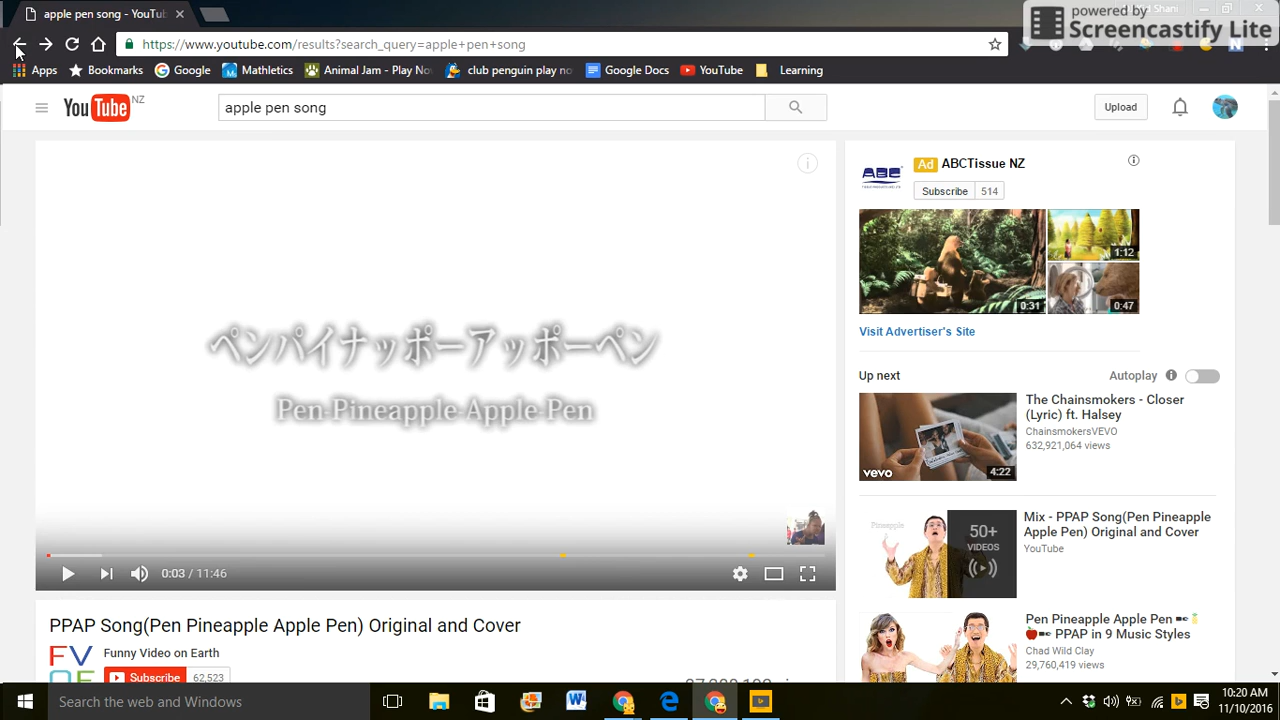 apple pen song - YouTub
powered by
Screencastify Lite
https://www.youtube.com/results?search_query=apple+pen+song
Apps
Bookmarks
Google
Mathletics
Animal Jam - Play No
club penguin play no
Google Docs
YouTube
Learning
YouTube NZ
apple pen song
Upload
Ad ABCTissue NZ
ABC
Subscribe 514
1:12
0:31
0:47
Visit Advertiser's Site
ペンパイナッポーアッポーペン
Pen-Pineapple-Apple-Pen
Up next
Autoplay
The Chainsmokers - Closer
(Lyric) ft. Halsey
ChainsmokersVEVO
632,921,064 views
vevo
4:22
Mix - PPAP Song(Pen Pineapple
Apple Pen) Original and Cover
YouTube
Pineapple
50+
VIDEOS
0:03 / 11:46
PPAP Song(Pen Pineapple Apple Pen) Original and Cover
Funny Video on Earth
FV
Subscribe 62,523
Pen Pineapple Apple Pen
PPAP in 9 Music Styles
Chad Wild Clay
29,760,419 views
Search the web and Windows
10:20 AM
11/10/2016